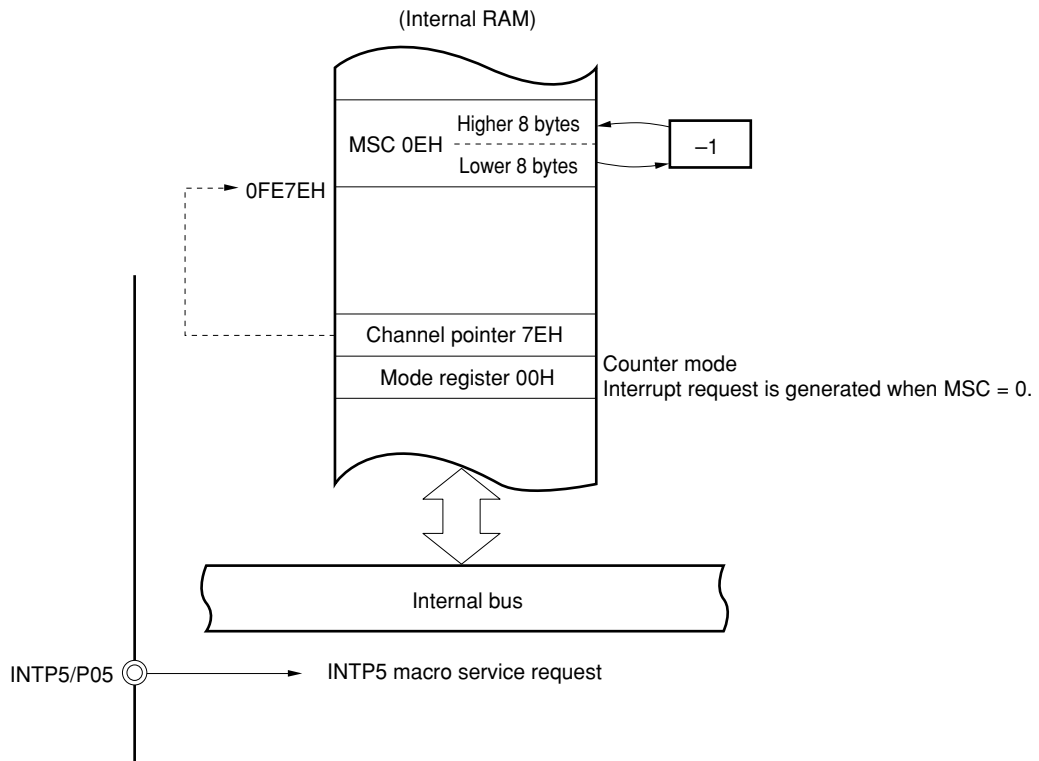 (Internal RAM)
Higher 8 bytes
MSC 0EH
–1
Lower 8 bytes
0FE7EH
Channel pointer 7EH
Mode register 00H
Counter mode
Interrupt request is generated when MSC = 0.
Internal bus
INTP5/P05
INTP5 macro service request